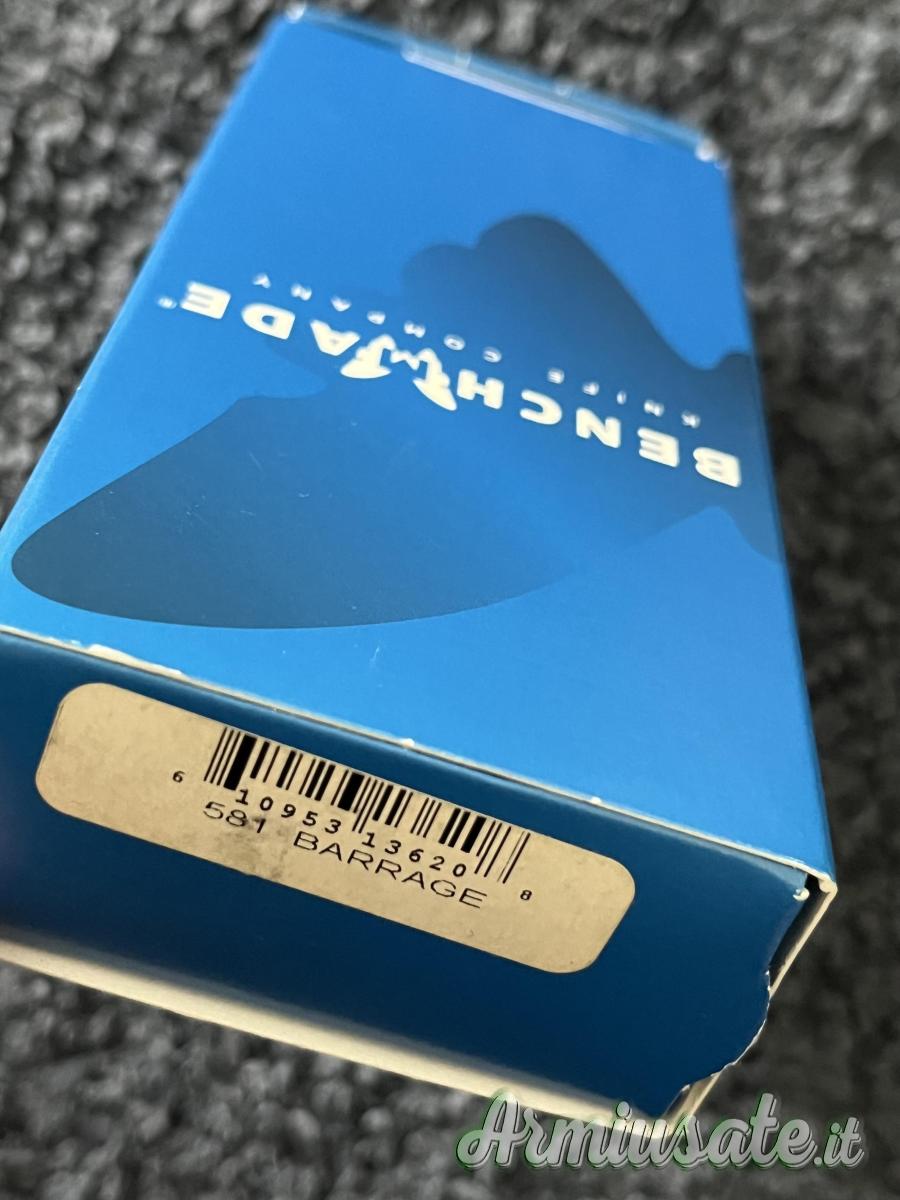 BENCHMADE®
KNIFE COMPANY
6 10953 13620 8
581 BARRAGE
Armiusate.it